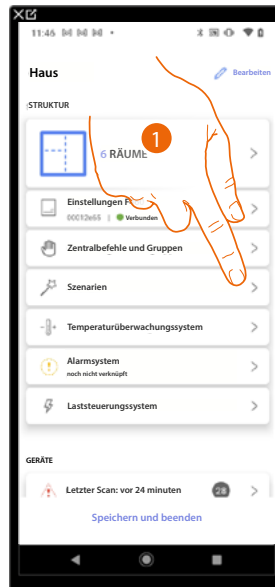 11:46
Haus
Bearbeiten
STRUKTUR
6 RÄUME
1
Einstellungen
00012e65 | Verbunden
Zentralbefehle und Gruppen
Szenarien
Temperaturüberwachungssystem
Alarmsystem
noch nicht verknüpft
Laststeuerungssystem
GERÄTE
Letzter Scan: vor 24 minuten
28
Speichern und beenden